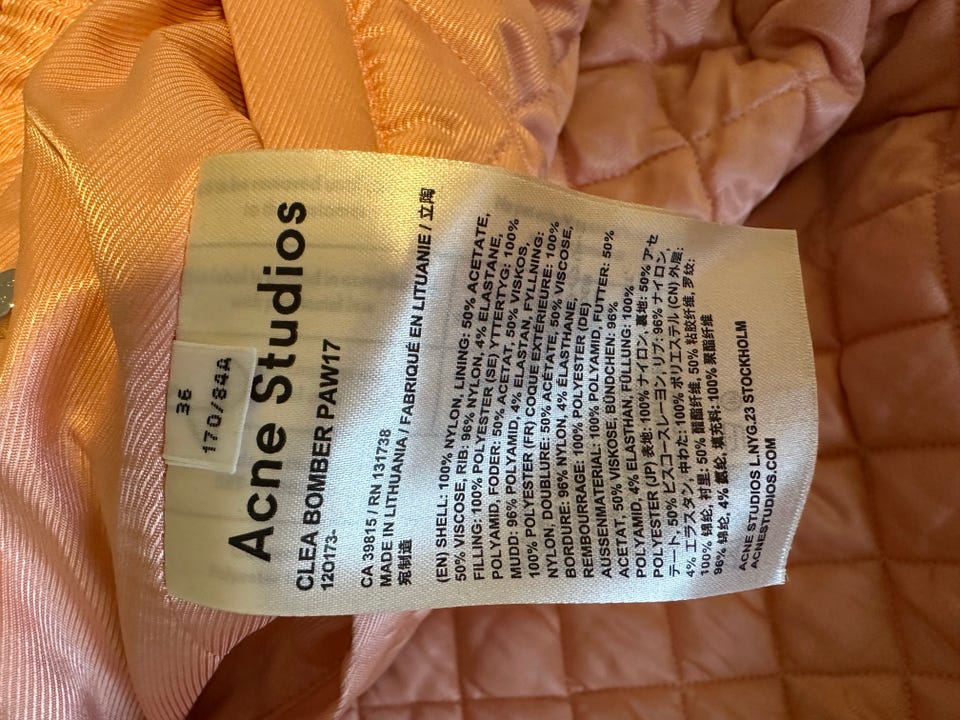 36
170/84A
Acne Studios
CLEA BOMBER PAW17
12O173-
CA 39815 / RN 131738
MADE IN LITHUANIA / FABRIQUÉ EN LITUANIE / 立陶
宛制造
(EN) SHELL: 100% NYLON, LINING: 50% ACETATE,
50% VISCOSE, RIB: 96% NYLON, 4% ELASTANE,
FILLING: 100% POLYESTER (SE) YTTERTYG: 100%
POLYAMID, FODER: 50% ACETAT, 50% VISKOS,
MUDD: 96% POLYAMID, 4% ELASTAN, FYLLNING:
100% POLYESTER (FR) COQUE EXTÉRIEURE: 100%
NYLON, DOUBLURE: 50% ACÉTATE, 50% VISCOSE,
BORDURE: 96% NYLON, 4% ÉLASTHANE,
REMBOURRAGE: 100% POLYESTER (DE)
AUSSENMATERIAL: 100% POLYAMID, FUTTER: 50%
ACETAT, 50% VISKOSE, BÜNDCHEN: 96%
POLYAMID, 4% ELASTHAN, FÜLLUNG: 100%
POLYESTER (JP) 表地: 100% ナイロン, 裏地: 50% アセ
テート, 50% ビスコースレーヨン, リブ: 96% ナイロン,
4% エラスタン, 中わた: 100% ポリエステル (CN) 外层:
100% 锦纶, 衬里: 50% 醋酯纤维, 50% 粘胶纤维, 罗纹:
96% 锦纶, 4% 氨纶, 填充料: 100% 聚酯纤维
ACNE STUDIOS L.NYG.23 STOCKHOLM
ACNESTUDIOS.COM